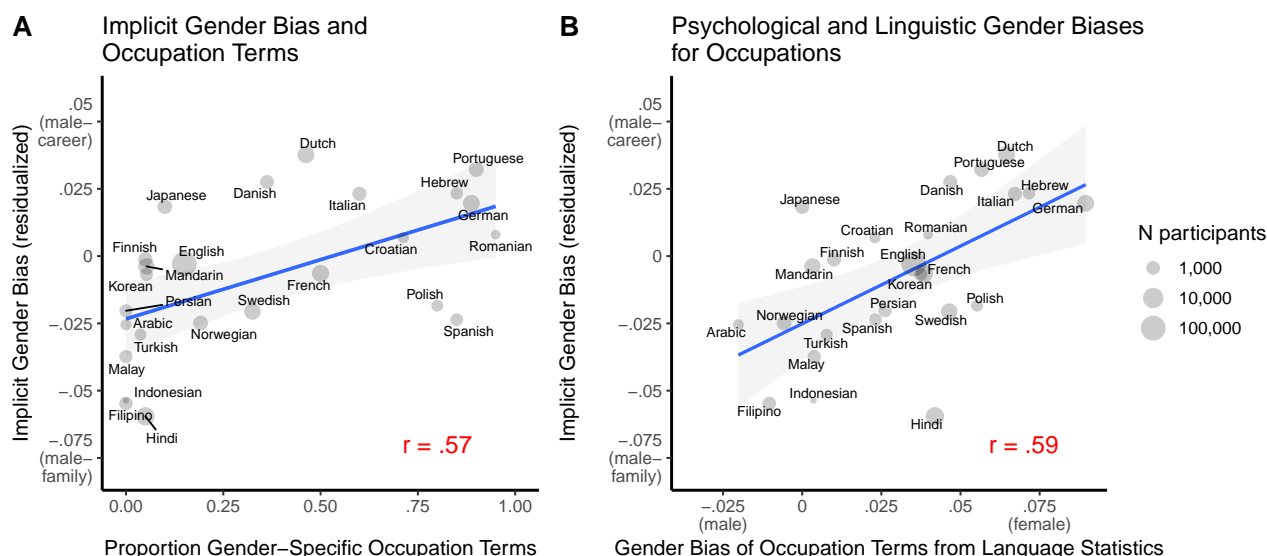 A
Implicit Gender Bias and
Occupation Terms
Implicit Gender Bias (residualized)
.05
(male−
career)
.025
0
−.025
−.05
−.075
(male−
family)
Dutch
Portuguese
Danish
Hebrew
Japanese
Italian
German
Finnish
English
Croatian
Romanian
Mandarin
Korean
French
Persian
Swedish
Polish
Arabic
Norwegian
Spanish
Turkish
Malay
Indonesian
Filipino
Hindi
r = .57
0.00
0.25
0.50
0.75
1.00
Proportion Gender−Specific Occupation Terms
B
Psychological and Linguistic Gender Biases
for Occupations
Implicit Gender Bias (residualized)
.05
(male−
career)
.025
0
−.025
−.05
−.075
(male−
family)
Dutch
Portuguese
Danish
Hebrew
Japanese
Italian
German
Croatian
Romanian
Finnish
English
Mandarin
French
Korean
Persian
Polish
Norwegian
Spanish
Swedish
Arabic
Turkish
Malay
Indonesian
Filipino
Hindi
r = .59
−.025
(male)
0
.025
.050
.075
(female)
Gender Bias of Occupation Terms from Language Statistics
N participants
1,000
10,000
100,000